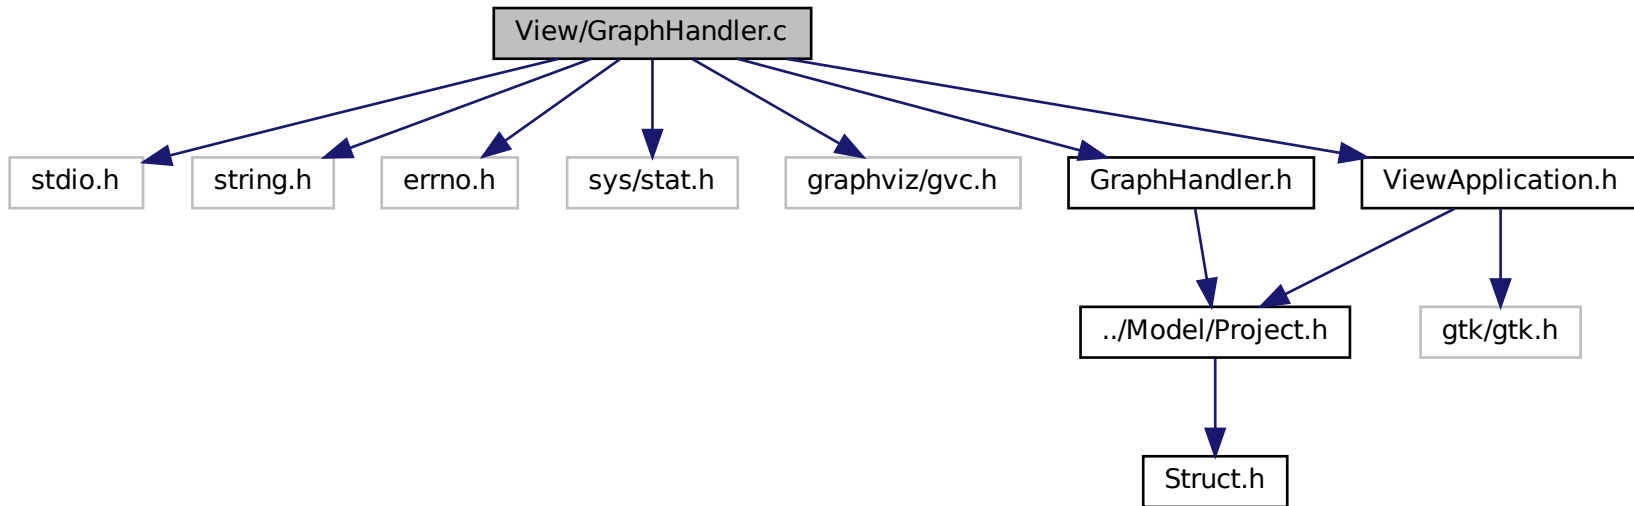 View/GraphHandler.c
stdio.h
string.h
errno.h
sys/stat.h
graphviz/gvc.h
GraphHandler.h
ViewApplication.h
../Model/Project.h
gtk/gtk.h
Struct.h